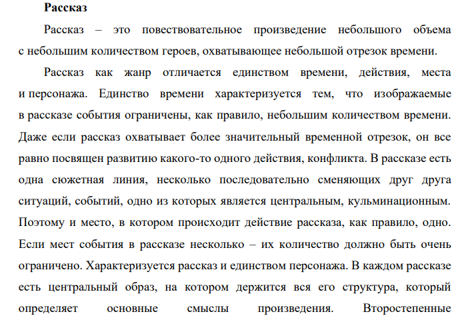 Рассказ
Рассказ – это повествовательное произведение небольшого объема
с небольшим количеством героев, охватывающее небольшой отрезок времени.
Рассказ как жанр отличается единством времени, действия, места
и персонажа. Единство времени характеризуется тем, что изображаемые
в рассказе события ограничены, как правило, небольшим количеством времени.
Даже если рассказ охватывает более значительный временной отрезок, он все
равно посвящен развитию какого-то одного действия, конфликта. В рассказе есть
одна сюжетная линия, несколько последовательно сменяющих друг друга
ситуаций, событий, одно из которых является центральным, кульминационным.
Поэтому и место, в котором происходит действие рассказа, как правило, одно.
Если мест события в рассказе несколько – их количество должно быть очень
ограничено. Характеризуется рассказ и единством персонажа. В каждом рассказе
есть центральный образ, на котором держится вся его структура, который
определяет основные смыслы произведения. Второстепенные